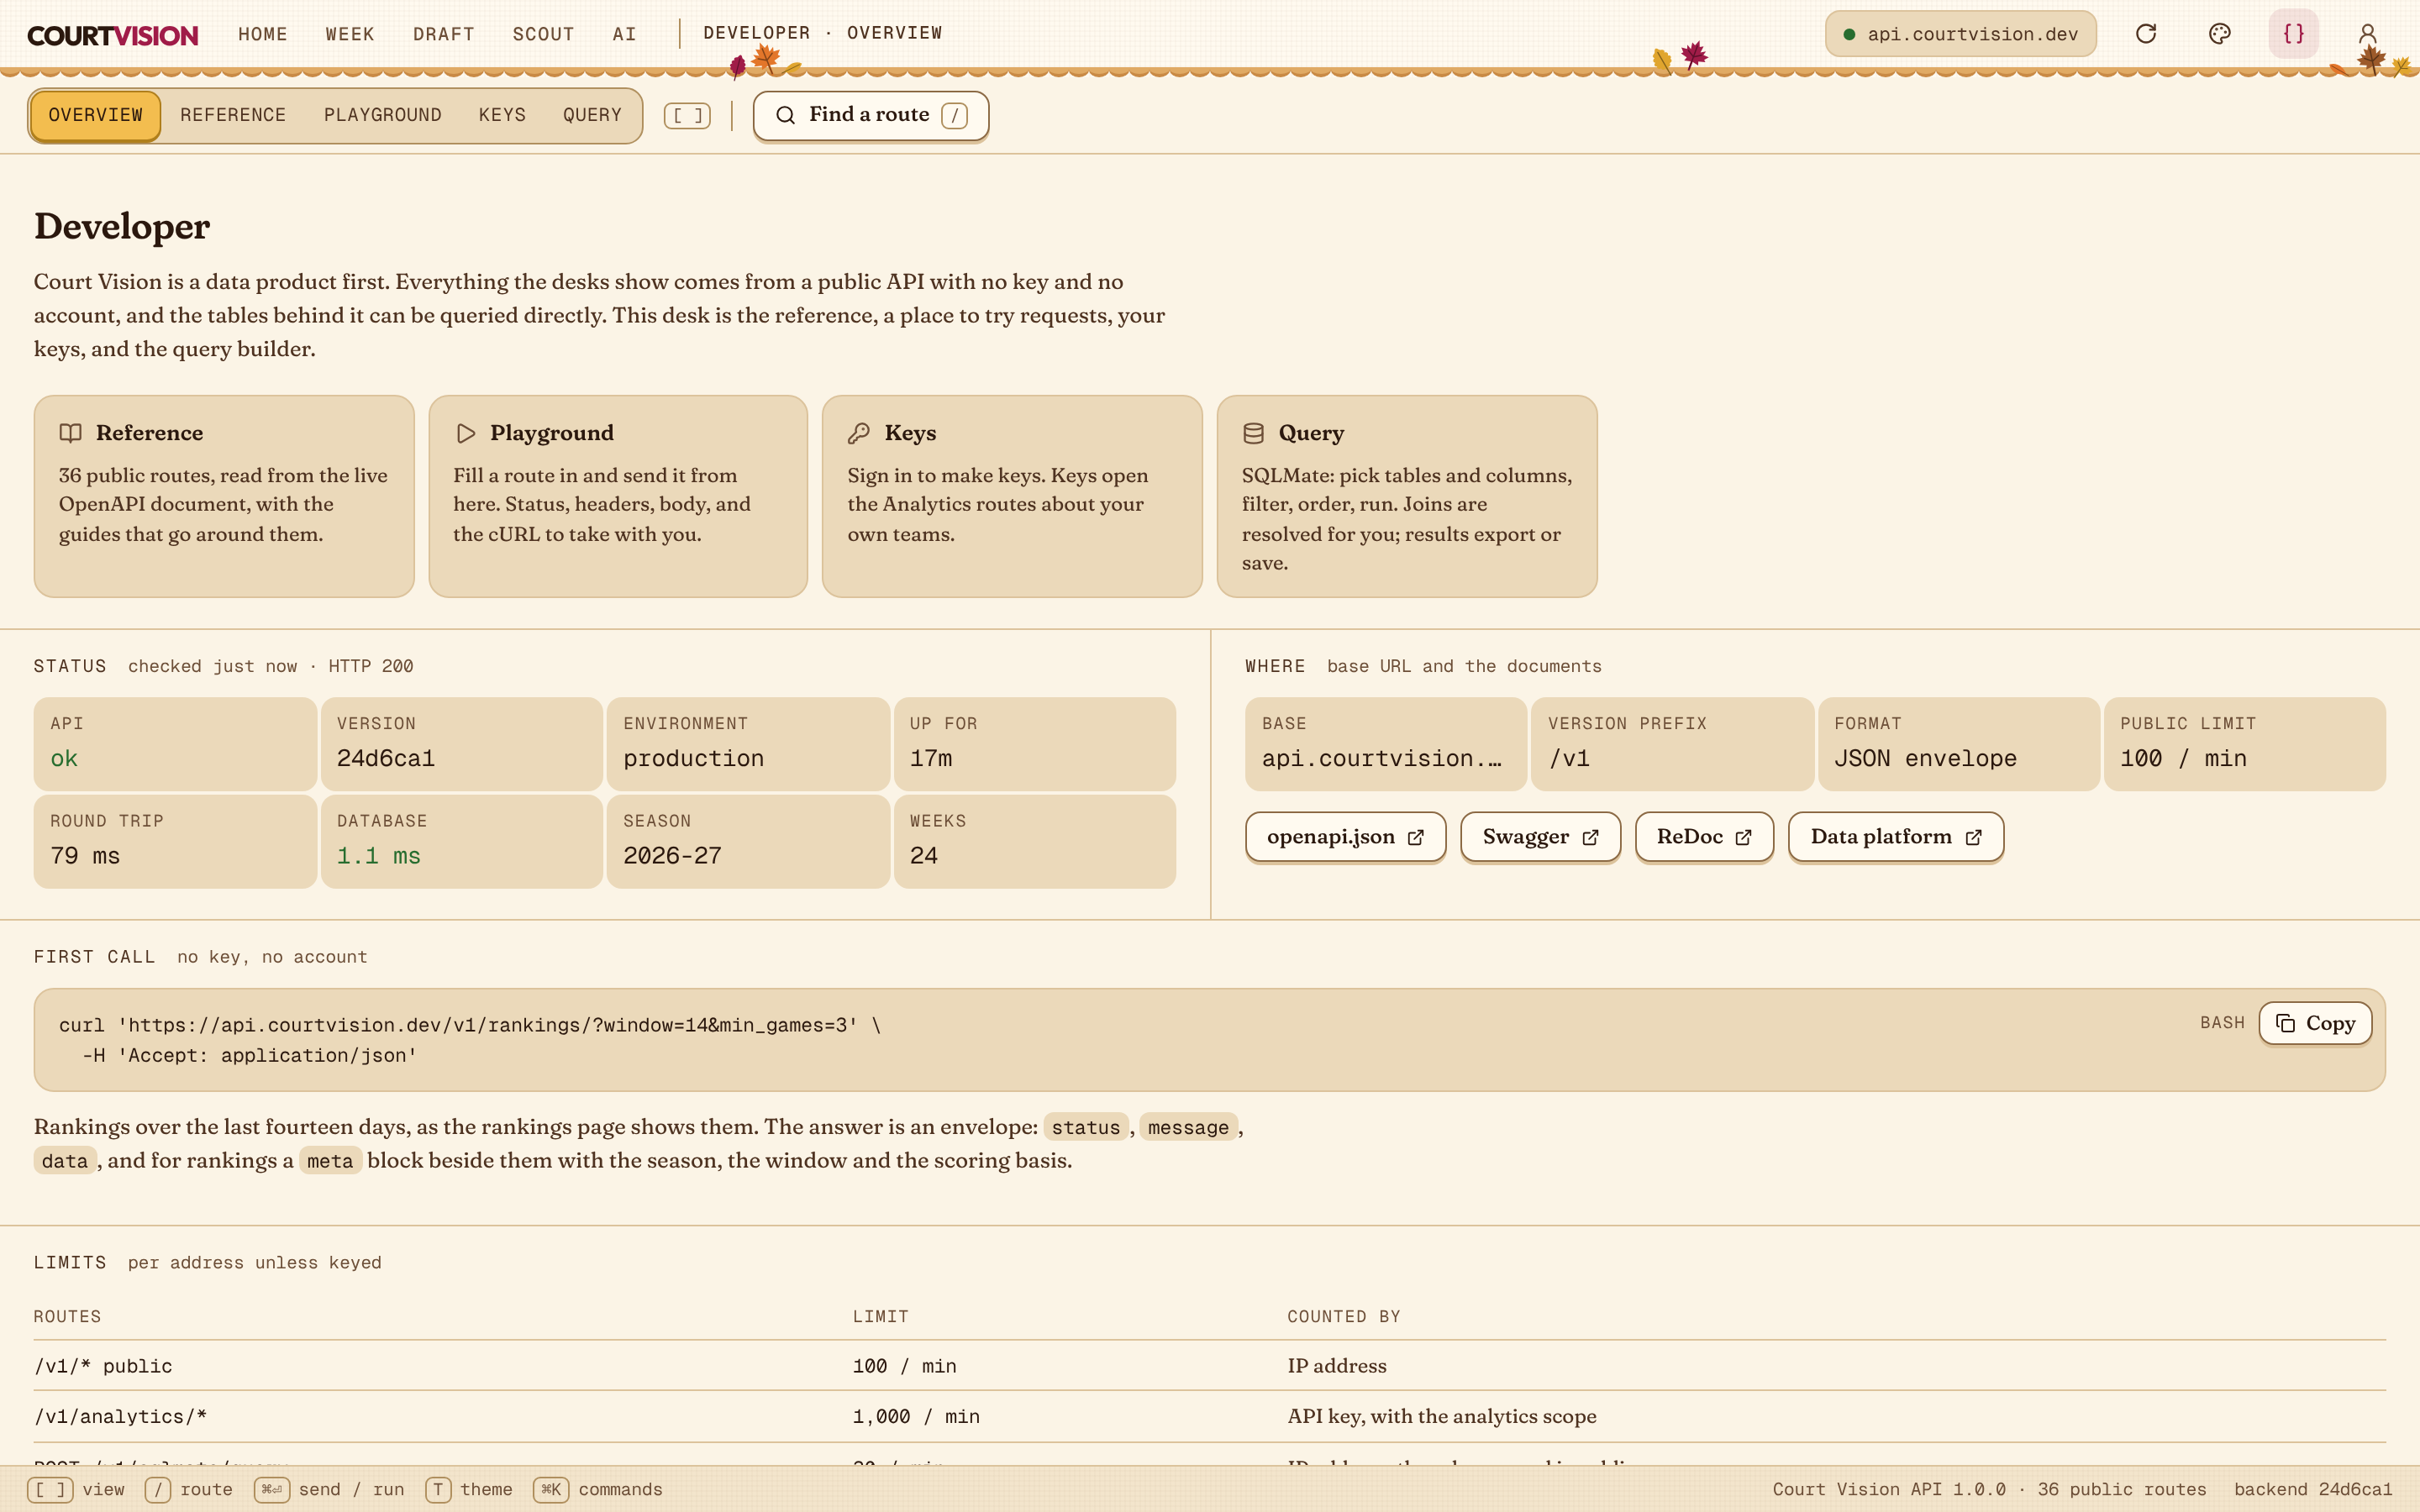 COURTVISION HOME WEEK DRAFT SCOUT AI DEVELOPER · OVERVIEW api.courtvision.dev { }
OVERVIEW REFERENCE PLAYGROUND KEYS QUERY [ ] Find a route /
Developer
Court Vision is a data product first. Everything the desks show comes from a public API with no key and no
account, and the tables behind it can be queried directly. This desk is the reference, a place to try requests, your
keys, and the query builder.
Reference
36 public routes, read from the live
OpenAPI document, with the
guides that go around them.
Playground
Fill a route in and send it from
here. Status, headers, body, and
the cURL to take with you.
Keys
Sign in to make keys. Keys open
the Analytics routes about your
own teams.
Query
SQLMate: pick tables and columns,
filter, order, run. Joins are
resolved for you; results export or
save.
STATUS checked just now · HTTP 200
API VERSION ENVIRONMENT UP FOR
ok 24d6ca1 production 17m
ROUND TRIP DATABASE SEASON WEEKS
79 ms 1.1 ms 2026-27 24
WHERE base URL and the documents
BASE VERSION PREFIX FORMAT PUBLIC LIMIT
api.courtvision.… /v1 JSON envelope 100 / min
openapi.json Swagger ReDoc Data platform
FIRST CALL no key, no account
curl 'https://api.courtvision.dev/v1/rankings/?window=14&min_games=3' \
BASH Copy
-H 'Accept: application/json'
Rankings over the last fourteen days, as the rankings page shows them. The answer is an envelope: status, message,
data, and for rankings a meta block beside them with the season, the window and the scoring basis.
LIMITS per address unless keyed
ROUTES LIMIT COUNTED BY
/v1/* public 100 / min IP address
/v1/analytics/* 1,000 / min API key, with the analytics scope
[ ] view / route ⌘⏎ send / run T theme ⌘K commands Court Vision API 1.0.0 · 36 public routes backend 24d6ca1